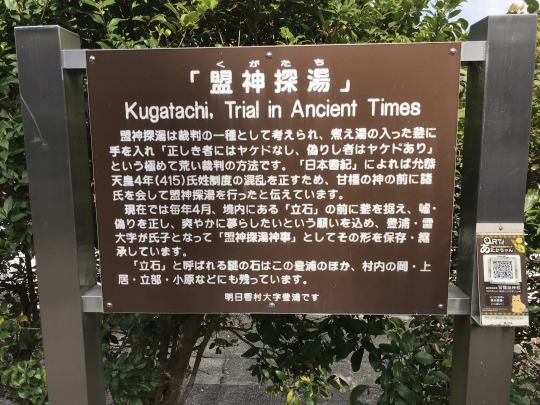 くがたち
「盟神探湯」
Kugatachi, Trial in Ancient Times
盟神探湯は裁判の一種として考えられ、煮え湯の入った釜に
手を入れ「正しき者にはヤケドなし、偽りし者はヤケドあり」
という極めて荒い裁判の方法です。「日本書紀」によれば允恭
天皇4年(415)氏姓制度の混乱を正すため、甘橿の神の前に諸
氏を会して盟神探湯を行ったと伝えています。
現在では毎年4月、境内にある「立石」の前に釜を据え、嘘・
偽りを正し、爽やかに暮らしたいという願いを込め、豊浦・雷
大字が氏子となって「盟神探湯神事」としてその形を保存・継
承しています。
「立石」と呼ばれる謎の石はこの豊浦のほか、村内の岡・上
居・立部・小原などにも残っています。
明日香村大字豊浦です